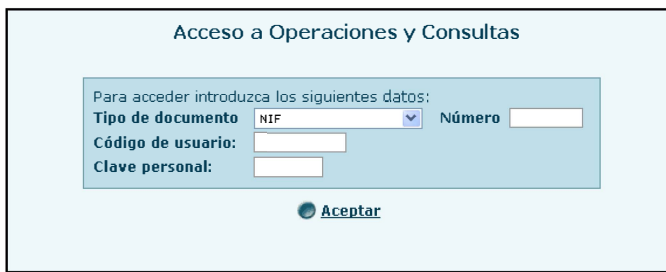 Acceso a Operaciones y Consultas
Para acceder introduzca los siguientes datos:
Tipo de documento NIF Número
Código de usuario:
Clave personal:
Aceptar